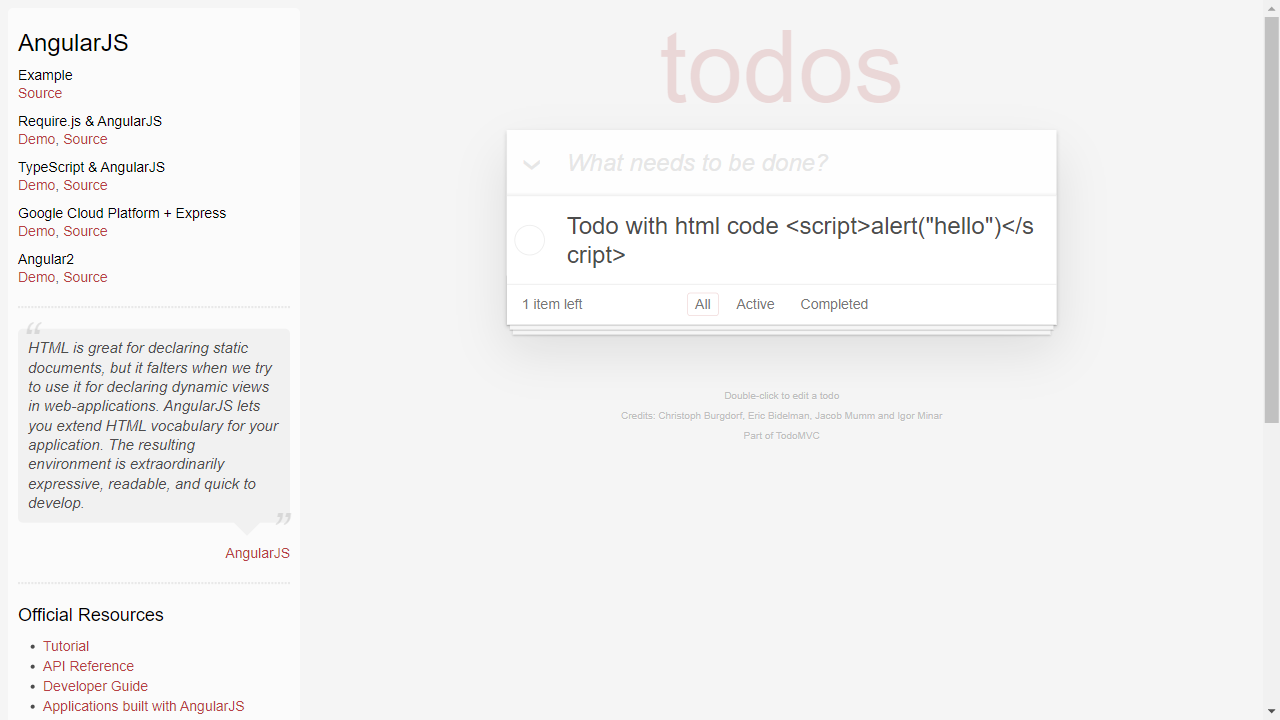 AngularJS
Example
Source
Require.js & AngularJS
Demo, Source
TypeScript & AngularJS
Demo, Source
Google Cloud Platform + Express
Demo, Source
Angular2
Demo, Source
“
HTML is great for declaring static
documents, but it falters when we try
to use it for declaring dynamic views
in web-applications. AngularJS lets
you extend HTML vocabulary for your
application. The resulting
environment is extraordinarily
expressive, readable, and quick to
develop.
”
AngularJS
Official Resources
• Tutorial
• API Reference
• Developer Guide
• Applications built with AngularJS
todos
What needs to be done?
Todo with html code <script>alert("hello")</s
cript>
1 item left All Active Completed
Double-click to edit a todo
Credits: Christoph Burgdorf, Eric Bidelman, Jacob Mumm and Igor Minar
Part of TodoMVC